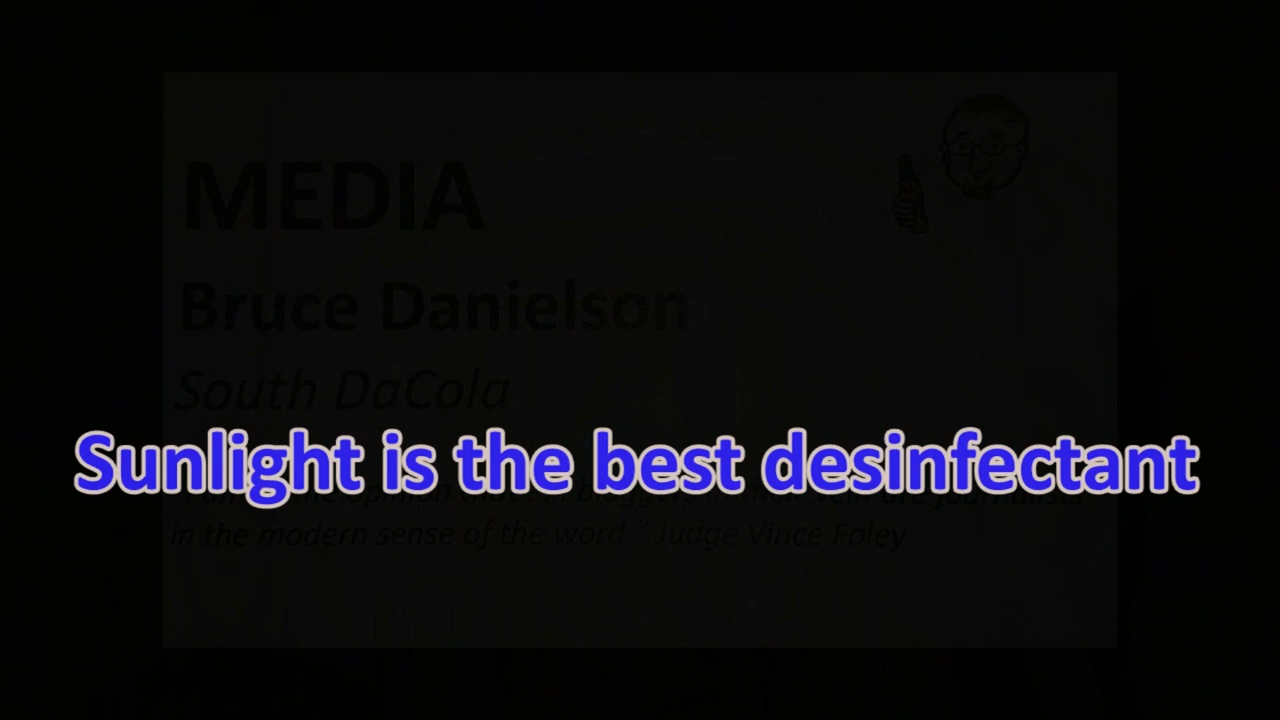 MEDIA
Bruce Danielson
South DaCola
Sunlight is the best desinfectant
in the modern sense of the word." Judge Vince Foley